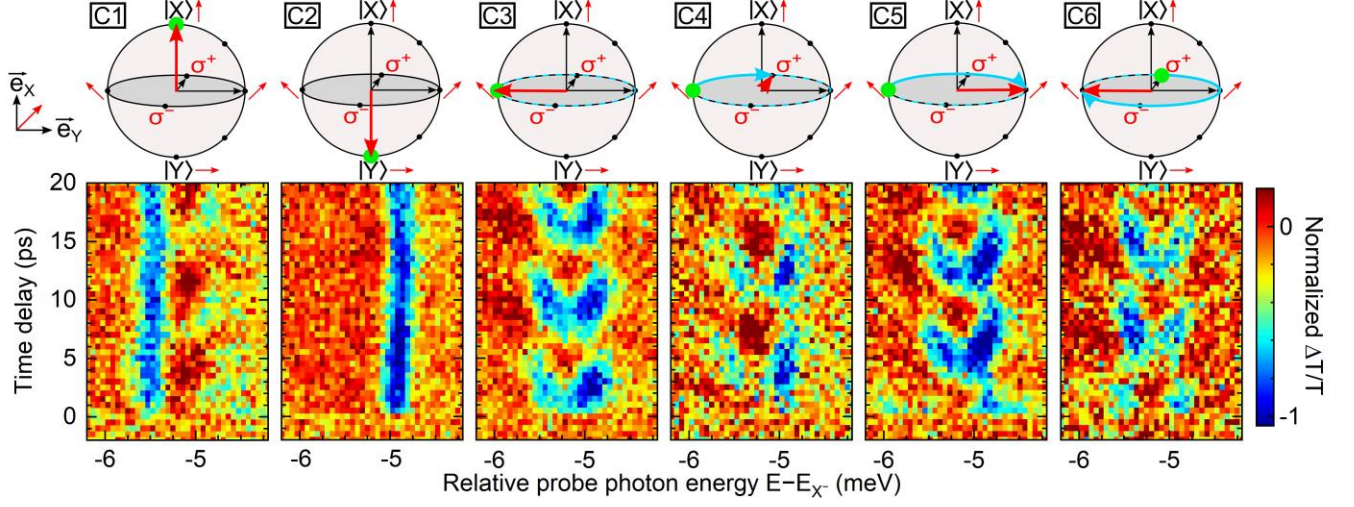 C1 |X⟩ C2 |X⟩ C3 |X⟩ C4 |X⟩ C5 |X⟩ C6 |X⟩
σ+ σ+ σ+ σ+ σ+ σ+
e⃗X
e⃗Y
σ− σ− σ− σ− σ− σ−
|Y⟩ |Y⟩ |Y⟩ |Y⟩ |Y⟩ |Y⟩
20
15
10
5
0
Time delay (ps)
-6 -5 -6 -5 -6 -5 -6 -5 -6 -5 -6 -5
Relative probe photon energy E−EX- (meV)
0
-1
Normalized ΔT/T